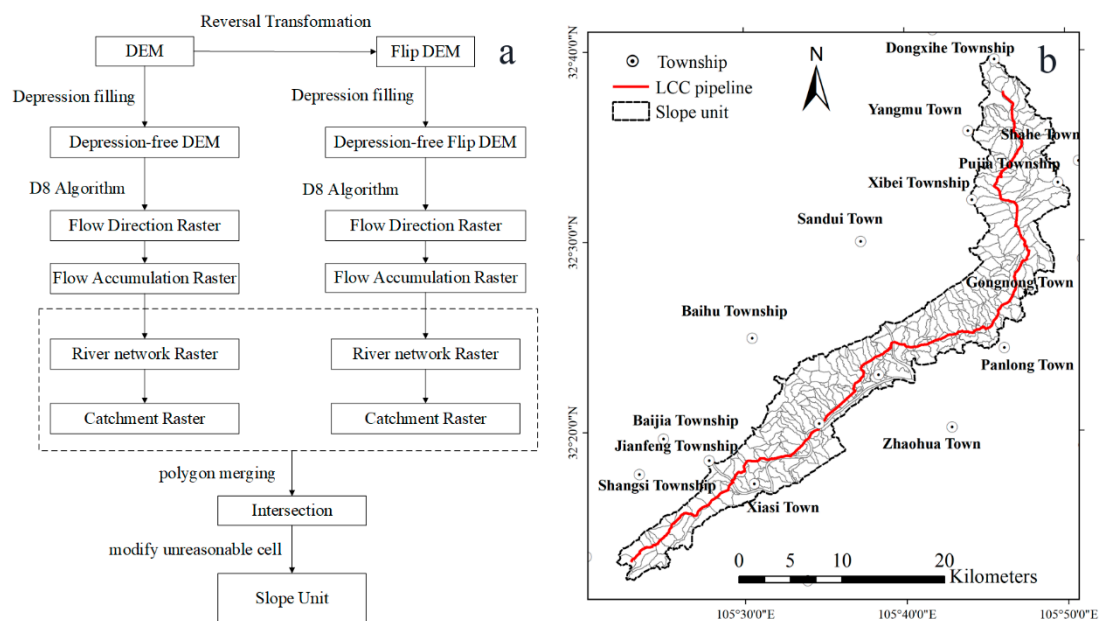 Reversal Transformation
DEM
Flip DEM
a
Depression filling
Depression filling
Depression-free DEM
Depression-free Flip DEM
D8 Algorithm
D8 Algorithm
Flow Direction Raster
Flow Direction Raster
Flow Accumulation Raster
Flow Accumulation Raster
River network Raster
River network Raster
Catchment Raster
Catchment Raster
polygon merging
Intersection
modify unreasonable cell
Slope Unit
b
N
Township
LCC pipeline
Slope unit
Dongxihe Township
Yangmu Town
Shahe Town
Pujia Township
Xibei Township
Sandui Town
Gongnong Town
Baihu Township
Panlong Town
Baijia Township
Zhaohua Town
Jianfeng Township
Shangsi Township
Xiasi Town
0 5 10 20
Kilometers
32°40'0"N
32°30'0"N
32°20'0"N
105°30'0"E
105°40'0"E
105°50'0"E